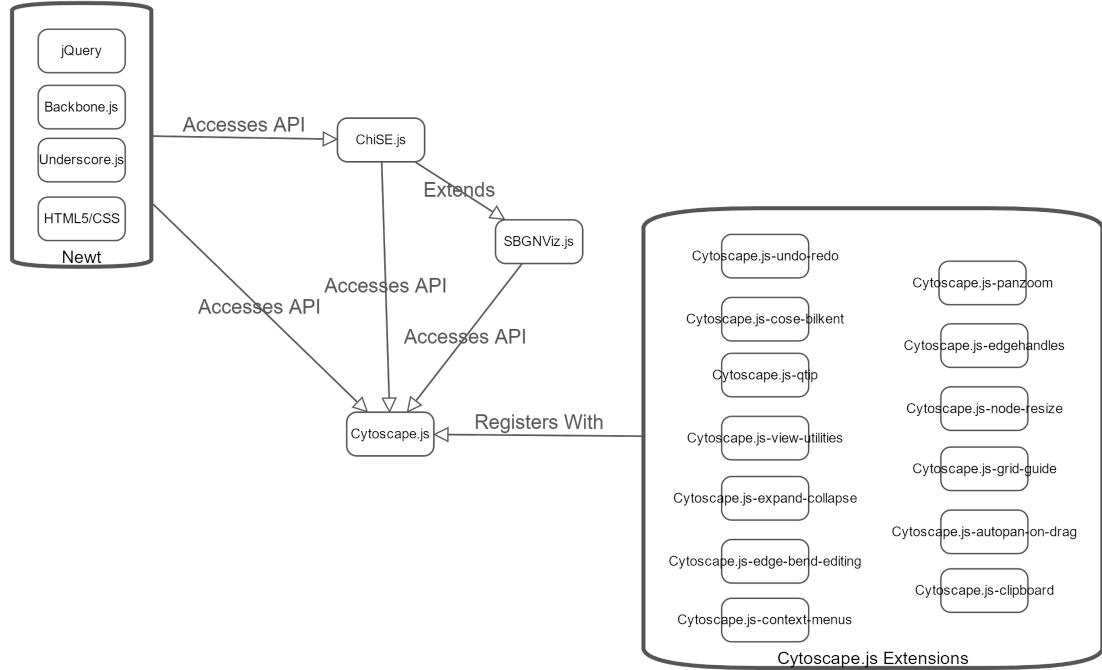 jQuery
Backbone.js
Underscore.js
HTML5/CSS
Newt
Accesses API
ChiSE.js
Extends
SBGNViz.js
Accesses API
Accesses API
Accesses API
Cytoscape.js
Registers With
Cytoscape.js-undo-redo
Cytoscape.js-cose-bilkent
Cytoscape.js-qtip
Cytoscape.js-view-utilities
Cytoscape.js-expand-collapse
Cytoscape.js-edge-bend-editing
Cytoscape.js-context-menus
Cytoscape.js-panzoom
Cytoscape.js-edgehandles
Cytoscape.js-node-resize
Cytoscape.js-grid-guide
Cytoscape.js-autopan-on-drag
Cytoscape.js-clipboard
Cytoscape.js Extensions